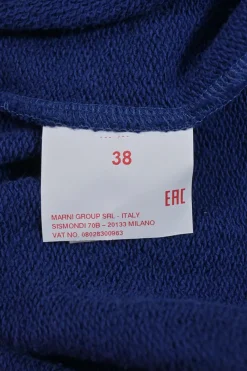 38
EAC
MARNI GROUP SRL - ITALY
SISMONDI 70B - 20133 MILANO
VAT NO. 08028300963